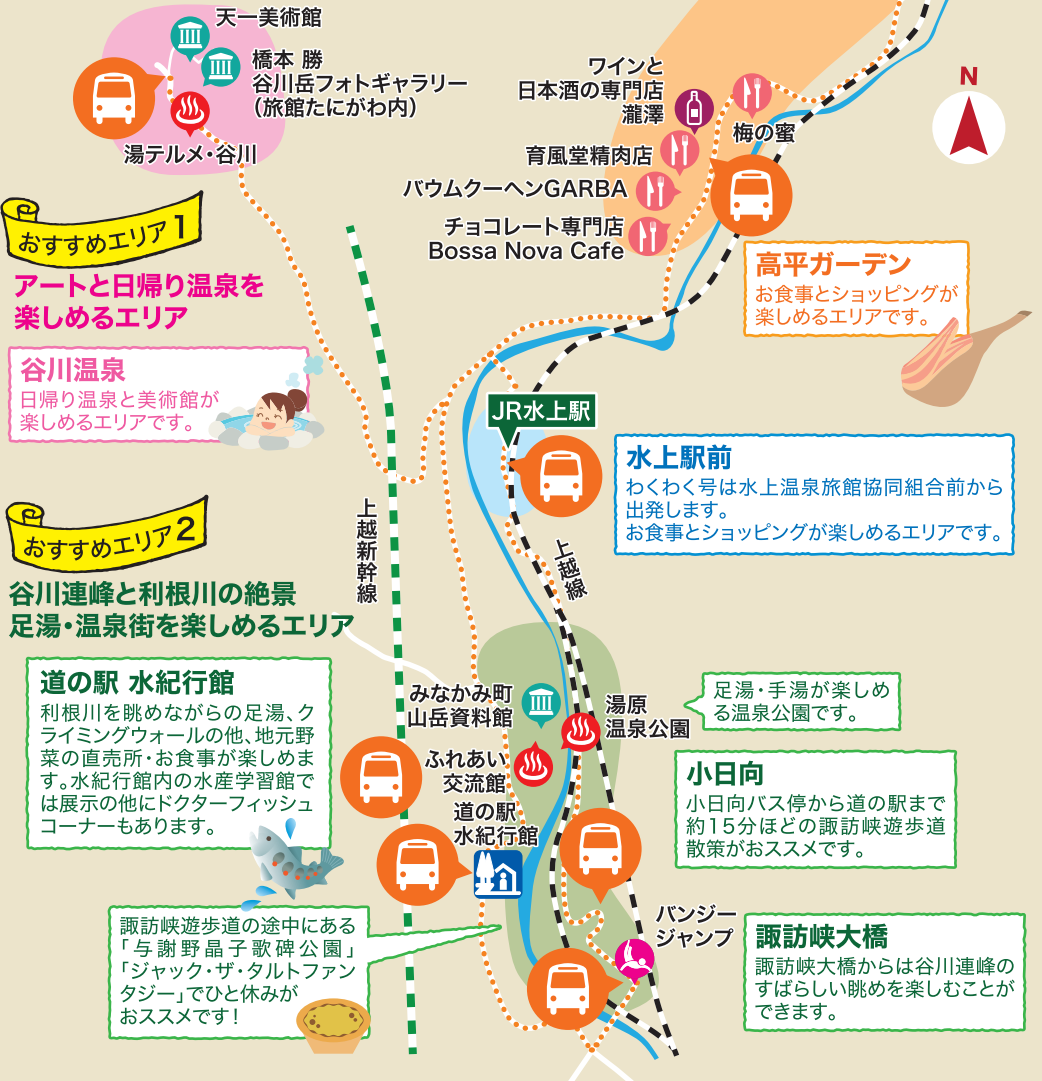 天一美術館
橋本 勝
谷川岳フォトギャラリー
（旅館たにがわ内）
湯テルメ・谷川
ワインと
日本酒の専門店
瀧澤
梅の蜜
育風堂精肉店
バウムクーヘンGARBA
チョコレート専門店
Bossa Nova Cafe
N
おすすめエリア1
アートと日帰り温泉を
楽しめるエリア
谷川温泉
日帰り温泉と美術館が
楽しめるエリアです。
高平ガーデン
お食事とショッピングが
楽しめるエリアです。
JR水上駅
水上駅前
わくわく号は水上温泉旅館協同組合前から
出発します。
お食事とショッピングが楽しめるエリアです。
上越新幹線
上越線
おすすめエリア2
谷川連峰と利根川の絶景
足湯・温泉街を楽しめるエリア
道の駅 水紀行館
利根川を眺めながらの足湯、ク
ライミングウォールの他、地元野
菜の直売所・お食事が楽しめま
す。水紀行館内の水産学習館で
は展示の他にドクターフィッシュ
コーナーもあります。
みなかみ町
山岳資料館
ふれあい
交流館
道の駅
水紀行館
湯原
温泉公園
足湯・手湯が楽しめ
る温泉公園です。
小日向
小日向バス停から道の駅まで
約15分ほどの諏訪峡遊歩道
散策がおススメです。
バンジー
ジャンプ
諏訪峡大橋
諏訪峡大橋からは谷川連峰の
すばらしい眺めを楽しむことが
できます。
諏訪峡遊歩道の途中にある
「与謝野晶子歌碑公園」
「ジャック・ザ・タルトファン
タジー」でひと休みが
おススメです!